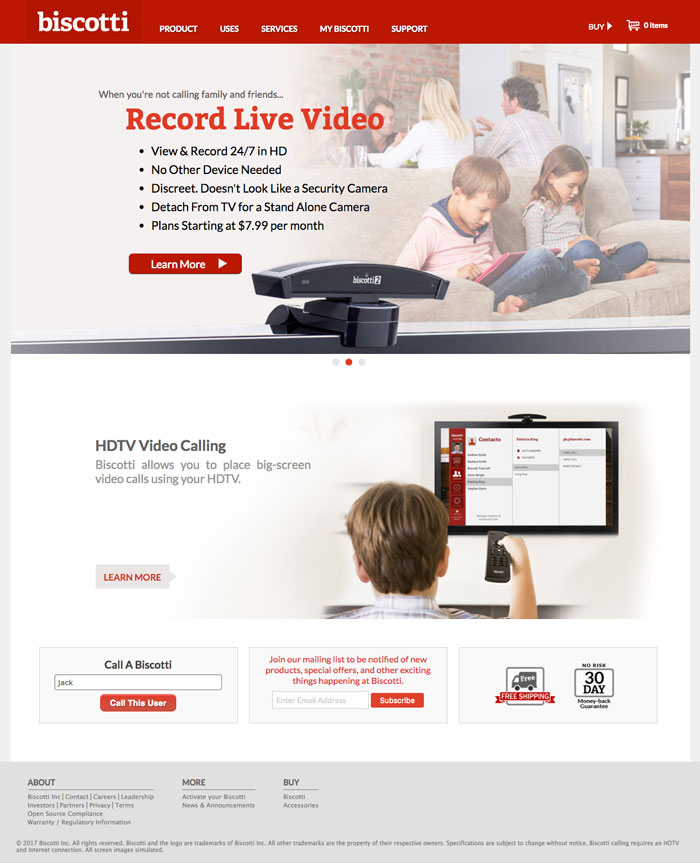 biscotti
PRODUCT USES SERVICES MY BISCOTTI SUPPORT BUY 0 items
When you're not calling family and friends...
Record Live Video
• View & Record 24/7 in HD
• No Other Device Needed
• Discreet. Doesn't Look Like a Security Camera
• Detach From TV for a Stand Alone Camera
• Plans Starting at $7.99 per month
Learn More
biscotti2
HDTV Video Calling
Biscotti allows you to place big-screen
video calls using your HDTV.
LEARN MORE
Contacts
Patricia King
Call A Biscotti
jack
Call This User
Join our mailing list to be notified of new
products, special offers, and other exciting
things happening at Biscotti.
Enter Email Address
Subscribe
Free
FREE SHIPPING
NO RISK
30
DAY
Money-back
Guarantee
ABOUT
Biscotti Inc | Contact | Careers | Leadership
Investors | Partners | Privacy | Terms
Open Source Compliance
Warranty / Regulatory Information
MORE
Activate your Biscotti
News & Announcements
BUY
Biscotti
Accessories
© 2017 Biscotti Inc. All rights reserved. Biscotti and the logo are trademarks of Biscotti Inc. All other trademarks are the property of their respective owners. Specifications are subject to change without notice. Biscotti calling requires an HDTV
and Internet connection. All screen images simulated.